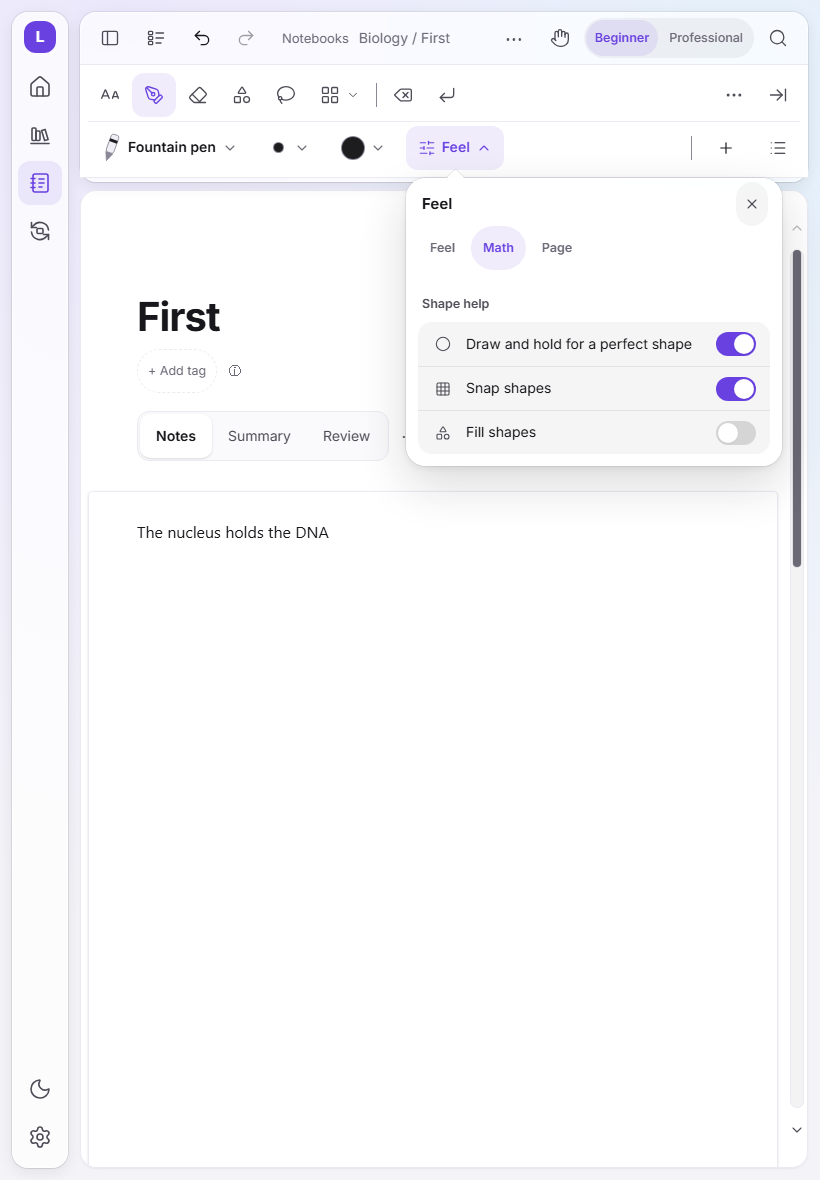 L
Notebooks Biology / First
Beginner Professional
AA
Fountain pen
Feel
Feel
Feel Math Page
Shape help
Draw and hold for a perfect shape
Snap shapes
Fill shapes
First
+ Add tag
Notes Summary Review
The nucleus holds the DNA